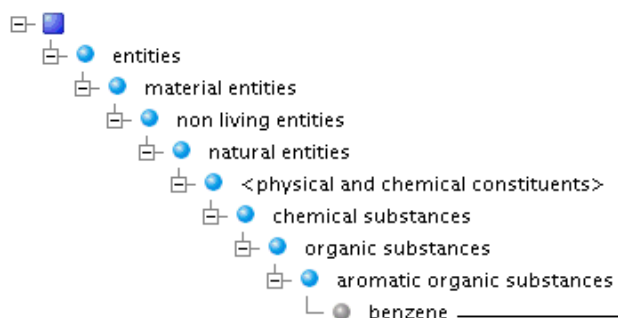 entities
material entities
non living entities
natural entities
<physical and chemical constituents>
chemical substances
organic substances
aromatic organic substances
benzene